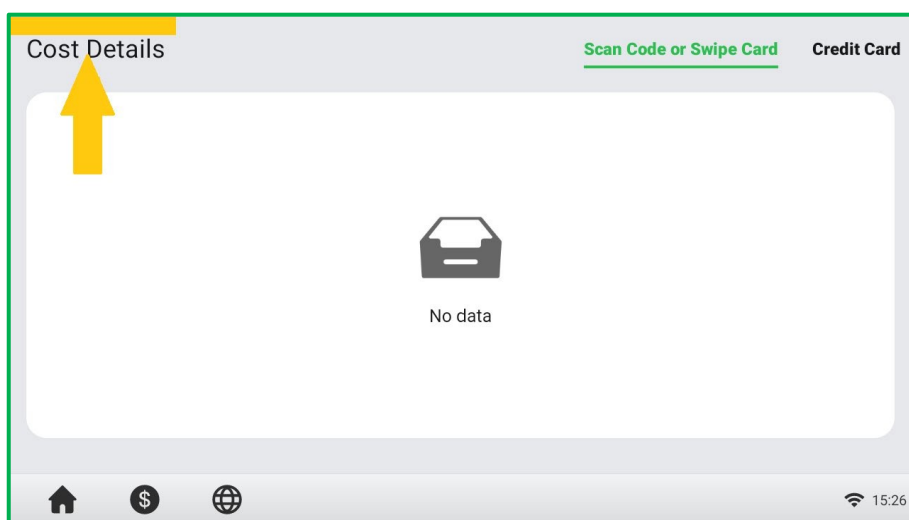 Cost Details
Scan Code or Swipe Card
Credit Card
No data
$
15:26